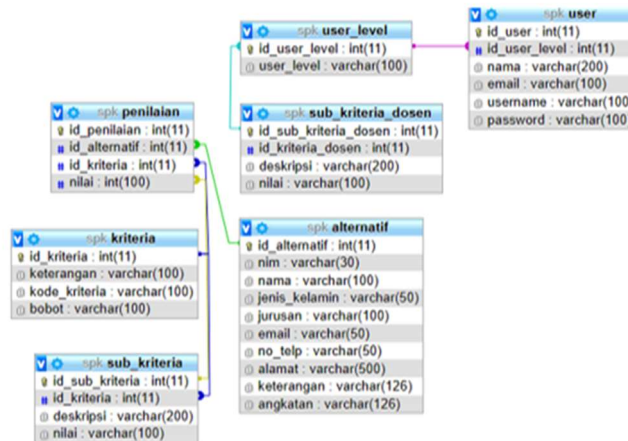 spk user_level
id_user_level : int(11)
user_level : varchar(100)
spk user
id_user : int(11)
id_user_level : int(11)
nama : varchar(200)
email : varchar(100)
username : varchar(100
password : varchar(100
spk penilaian
id_penilaian : int(11)
id_alternatif : int(11)
id_kriteria : int(11)
nilai : int(100)
spk sub_kriteria_dosen
id_sub_kriteria_dosen : int(11)
id_kriteria_dosen : int(11)
deskripsi : varchar(200)
nilai : varchar(100)
spk kriteria
id_kriteria : int(11)
keterangan : varchar(100)
kode_kriteria : varchar(100)
bobot : varchar(100)
spk alternatif
id_alternatif : int(11)
nim : varchar(30)
nama : varchar(100)
jenis_kelamin : varchar(50)
jurusan : varchar(100)
email : varchar(50)
no_telp : varchar(50)
alamat : varchar(500)
keterangan : varchar(126)
angkatan : varchar(126)
spk sub_kriteria
id_sub_kriteria : int(11)
id_kriteria : int(11)
deskripsi : varchar(200)
nilai : varchar(100)